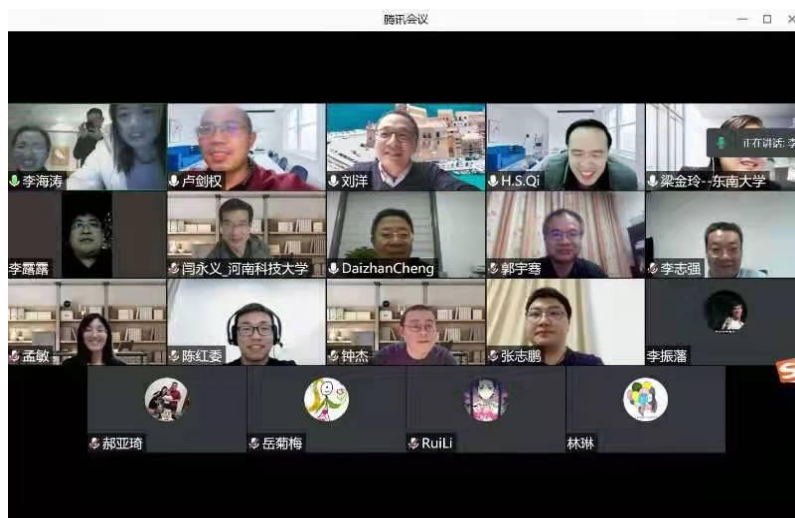 腾讯会议
正在讲话: 李
李海涛
卢剑权
刘洋
H.S.Qi
梁金玲--东南大学
李露露
闫永义_河南科技大学
DaizhanCheng
郭宇骞
李志强
孟敏
陈红委
钟杰
张志鹏
李振藩
郝亚琦
岳菊梅
RuiLi
林琳